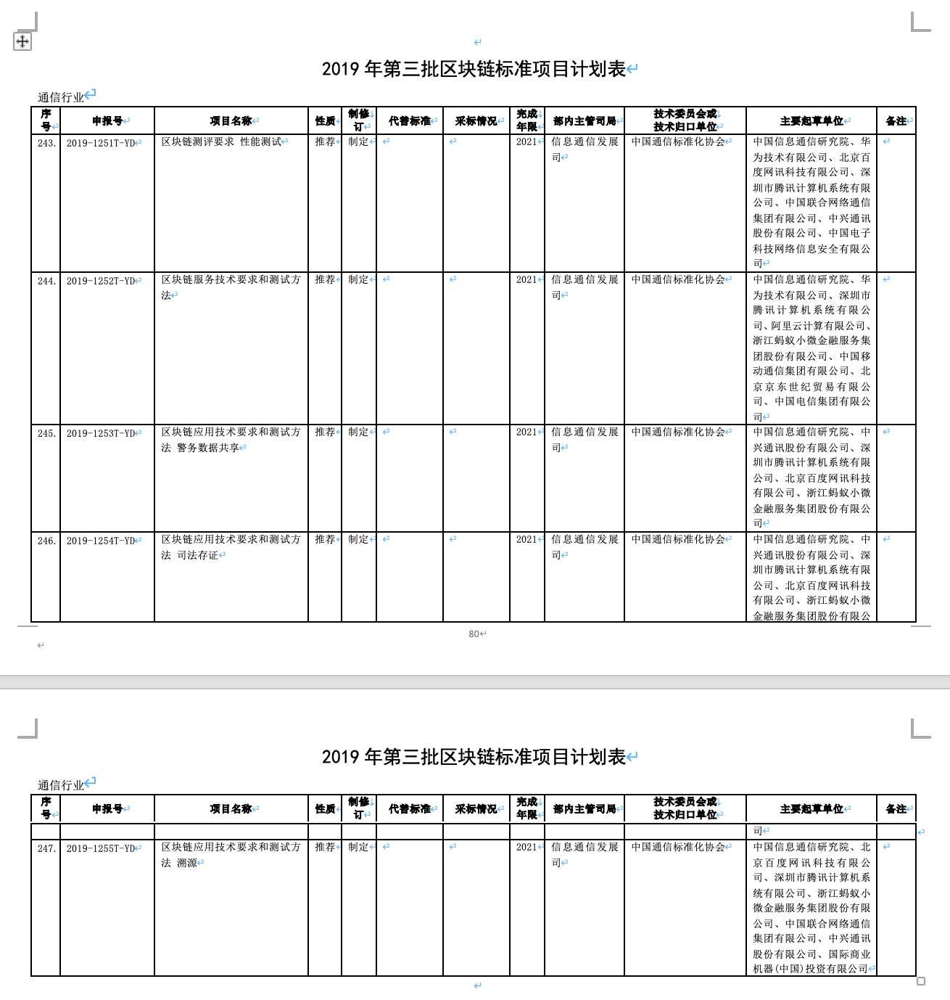 2019 年第三批区块链标准项目计划表
通信行业
序号 申报号 项目名称 性质 制修订 代替标准 采标情况 完成年限 部内主管司局 技术委员会或技术归口单位 主要起草单位 备注
243. 2019-1251T-YD 区块链测评要求 性能测试 推荐 制定 2021 信息通信发展司 中国通信标准化协会 中国信息通信研究院、华
为技术有限公司、北京百
度网讯科技有限公司、深
圳市腾讯计算机系统有限
公司、中国联合网络通信
集团有限公司、中兴通讯
股份有限公司、中国电子
科技网络信息安全有限公
司
244. 2019-1252T-YD 区块链服务技术要求和测试方法 推荐 制定 2021 信息通信发展司 中国通信标准化协会 中国信息通信研究院、华
为技术有限公司、深圳市
腾讯计算机系统有限公
司、阿里云计算有限公司、
浙江蚂蚁小微金融服务集
团股份有限公司、中国移
动通信集团有限公司、北
京京东世纪贸易有限公
司、中国电信集团有限公
司
245. 2019-1253T-YD 区块链应用技术要求和测试方法 警务数据共享 推荐 制定 2021 信息通信发展司 中国通信标准化协会 中国信息通信研究院、中
兴通讯股份有限公司、深
圳市腾讯计算机系统有限
公司、北京百度网讯科技
有限公司、浙江蚂蚁小微
金融服务集团股份有限公
司
246. 2019-1254T-YD 区块链应用技术要求和测试方法 司法存证 推荐 制定 2021 信息通信发展司 中国通信标准化协会 中国信息通信研究院、中
兴通讯股份有限公司、深
圳市腾讯计算机系统有限
公司、北京百度网讯科技
有限公司、浙江蚂蚁小微
金融服务集团股份有限公
80
2019 年第三批区块链标准项目计划表
通信行业
序号 申报号 项目名称 性质 制修订 代替标准 采标情况 完成年限 部内主管司局 技术委员会或技术归口单位 主要起草单位 备注
司
247. 2019-1255T-YD 区块链应用技术要求和测试方法 溯源 推荐 制定 2021 信息通信发展司 中国通信标准化协会 中国信息通信研究院、北
京百度网讯科技有限公
司、深圳市腾讯计算机系
统有限公司、浙江蚂蚁小
微金融服务集团股份有限
公司、中国联合网络通信
集团有限公司、中兴通讯
股份有限公司、国际商业
机器(中国)投资有限公司